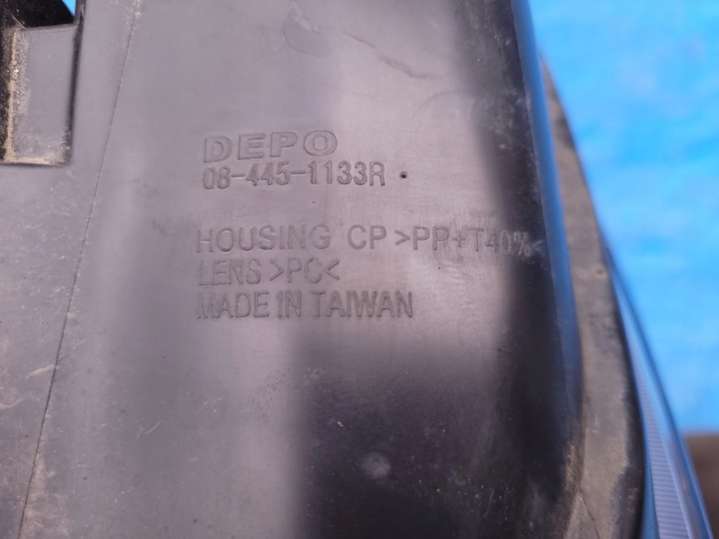 DEPO
08-445-1133R
HOUSING CP >PP+T40%<
LENS >PC<
MADE IN TAIWAN